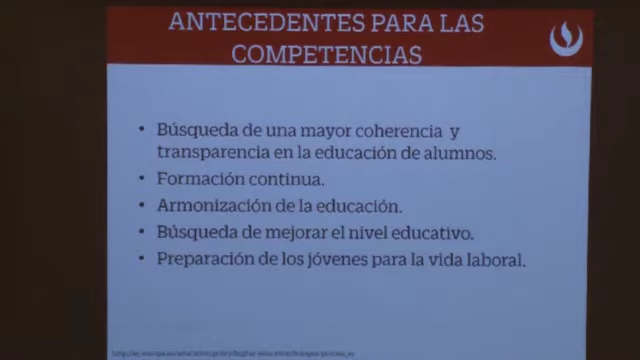 ANTECEDENTES PARA LAS
COMPETENCIAS
• Búsqueda de una mayor coherencia y
transparencia en la educación de alumnos.
• Formación continua.
• Armonización de la educación.
• Búsqueda de mejorar el nivel educativo.
• Preparación de los jóvenes para la vida laboral.